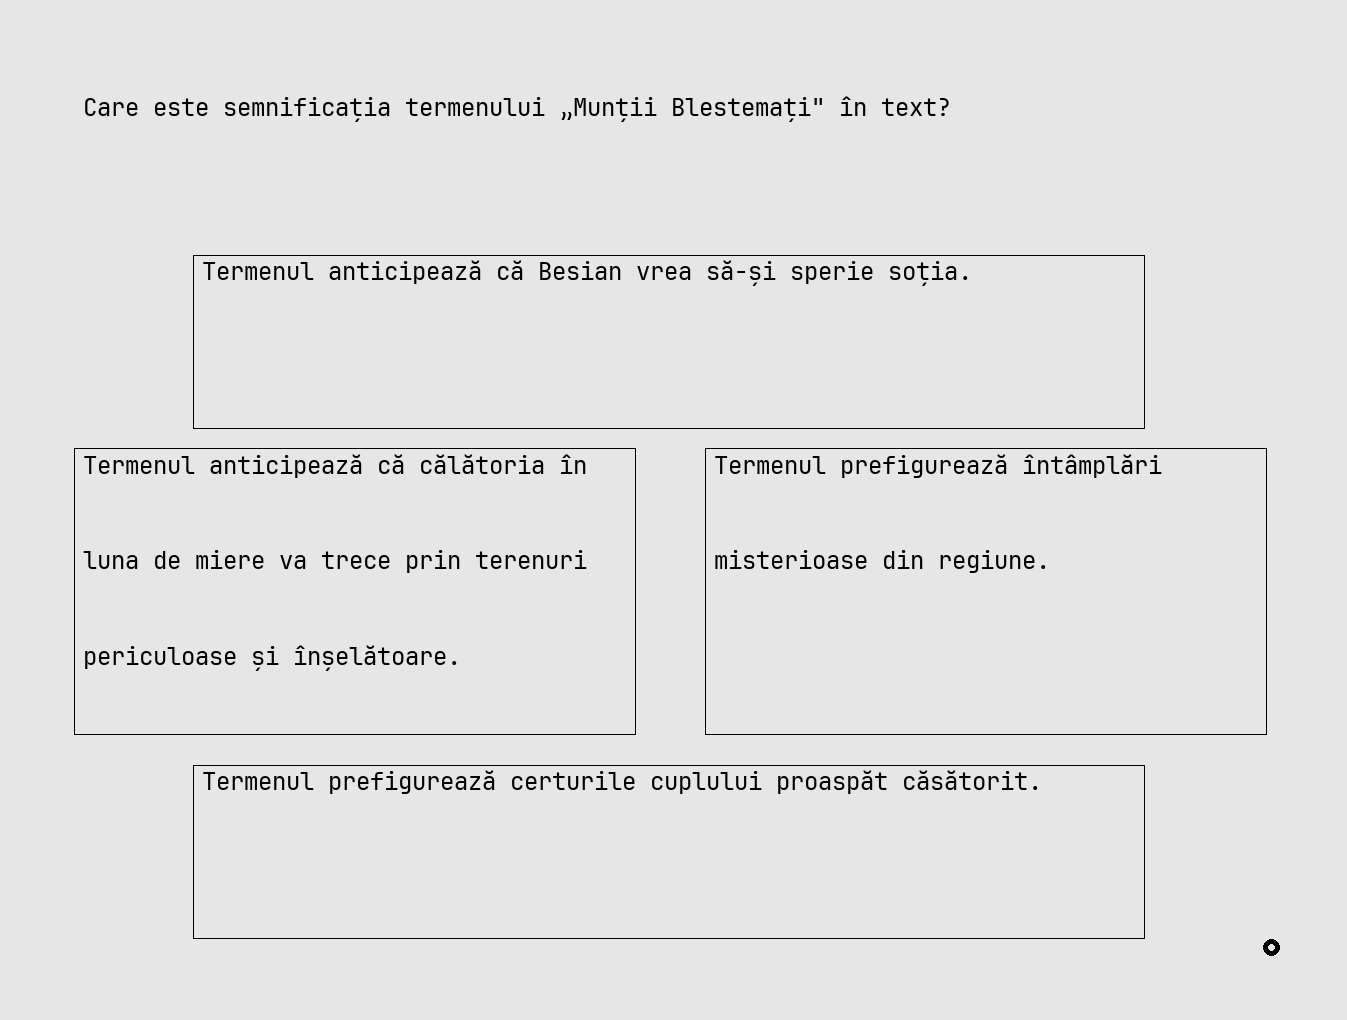 Care este semnificația termenului „Munții Blestemați" în text?
Termenul anticipează că Besian vrea să-și sperie soția.
Termenul anticipează că călătoria în
luna de miere va trece prin terenuri
periculoase și înșelătoare.
Termenul prefigurează întâmplări
misterioase din regiune.
Termenul prefigurează certurile cuplului proaspăt căsătorit.